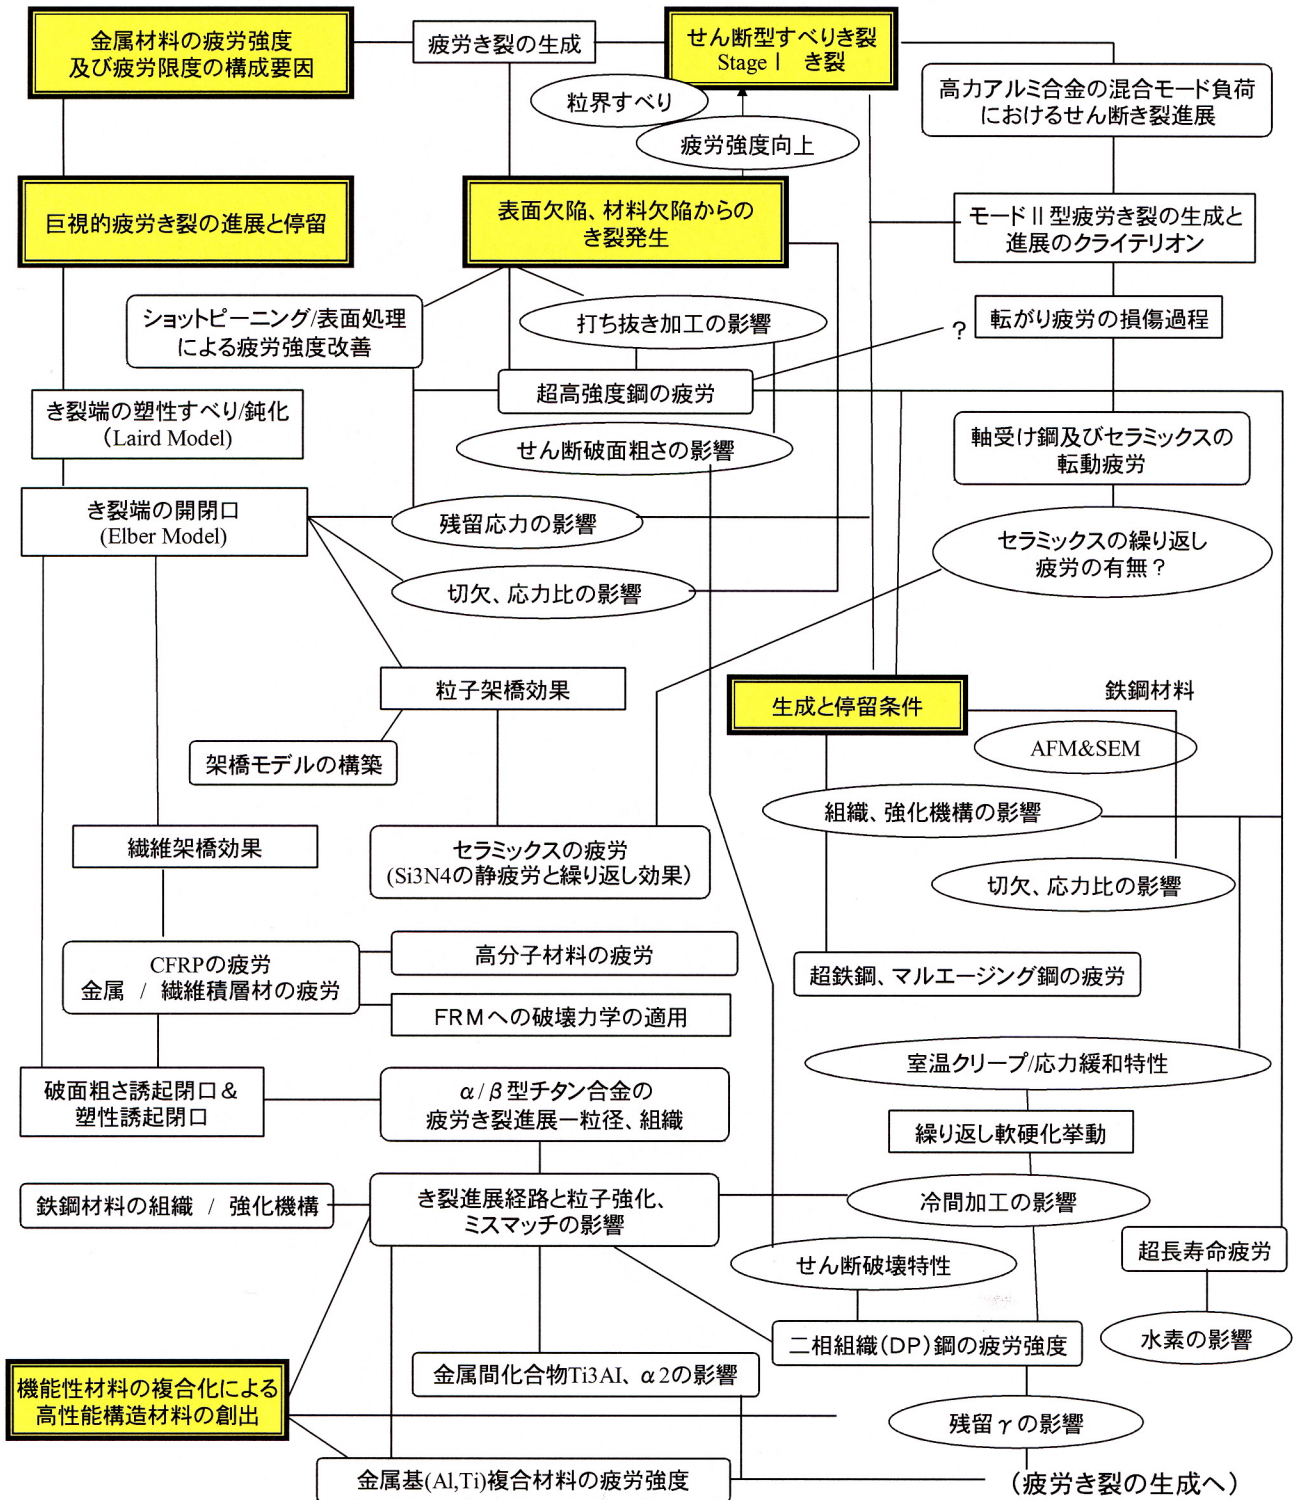 金属材料の疲労強度
及び疲労限度の構成要因
疲労き裂の生成
せん断型すべりき裂
Stage Ⅰ き裂
粒界すべり
疲労強度向上
高力アルミ合金の混合モード負荷
におけるせん断き裂進展
巨視的疲労き裂の進展と停留
表面欠陥、材料欠陥からの
き裂発生
モードⅡ型疲労き裂の生成と
進展のクライテリオン
ショットピーニング/表面処理
による疲労強度改善
打ち抜き加工の影響
?
転がり疲労の損傷過程
超高強度鋼の疲労
き裂端の塑性すべり/鈍化
(Laird Model)
せん断破面粗さの影響
軸受け鋼及びセラミックスの
転動疲労
き裂端の開閉口
(Elber Model)
残留応力の影響
セラミックスの繰り返し
疲労の有無?
切欠、応力比の影響
粒子架橋効果
生成と停留条件
鉄鋼材料
架橋モデルの構築
AFM&SEM
組織、強化機構の影響
繊維架橋効果
セラミックスの疲労
(Si3N4の静疲労と繰り返し効果)
切欠、応力比の影響
CFRPの疲労
金属 / 繊維積層材の疲労
高分子材料の疲労
超鉄鋼、マルエージング鋼の疲労
FRMへの破壊力学の適用
室温クリープ/応力緩和特性
破面粗さ誘起閉口&
塑性誘起閉口
α/β型チタン合金の
疲労き裂進展ー粒径、組織
繰り返し軟硬化挙動
鉄鋼材料の組織 / 強化機構
き裂進展経路と粒子強化、
ミスマッチの影響
冷間加工の影響
せん断破壊特性
超長寿命疲労
二相組織(DP)鋼の疲労強度
水素の影響
機能性材料の複合化による
高性能構造材料の創出
金属間化合物Ti3Al、α2の影響
残留γの影響
金属基(Al,Ti)複合材料の疲労強度
(疲労き裂の生成へ)